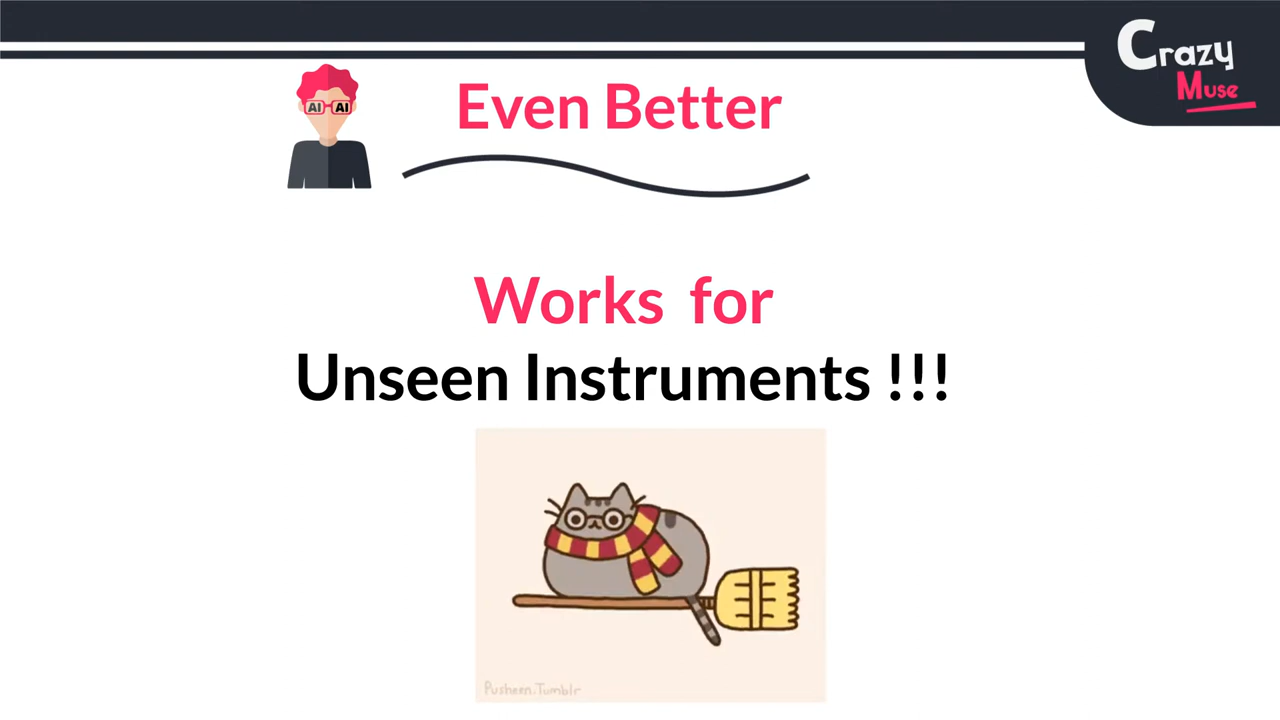 Crazy
Muse
AI AI
Even Better
Works for
Unseen Instruments !!!
Pusheen.Tumblr